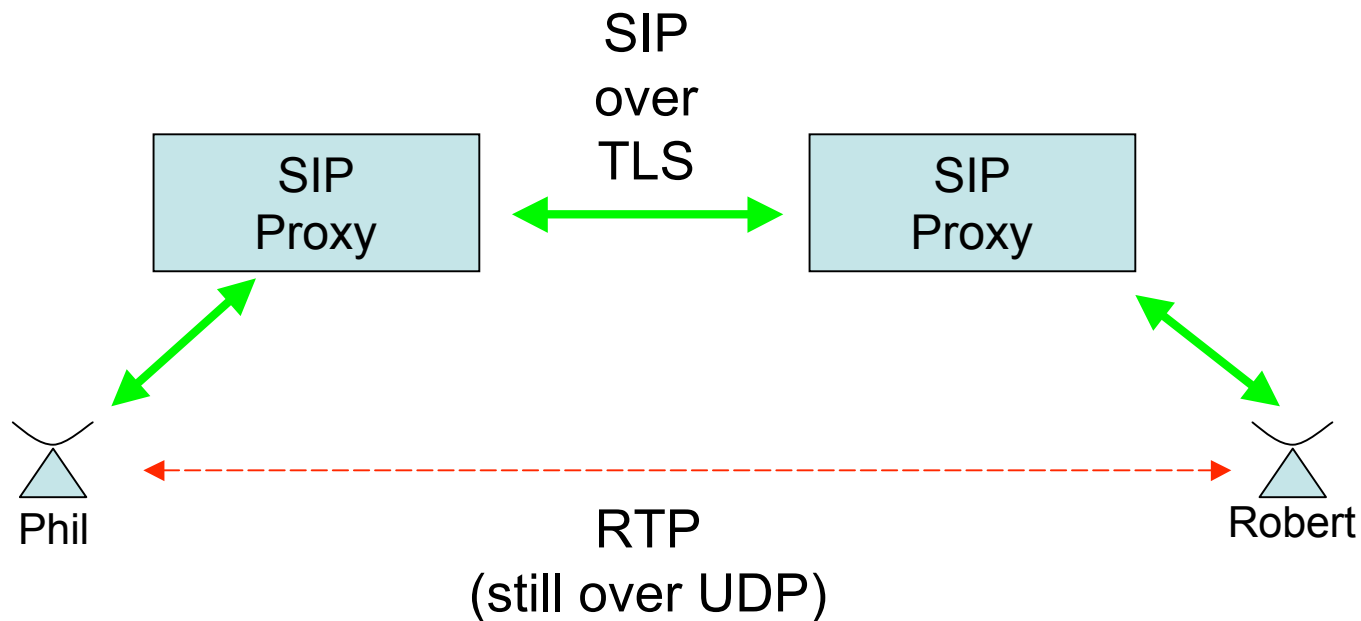 SIP
over
TLS
SIP
Proxy
SIP
Proxy
Phil
Robert
RTP
(still over UDP)